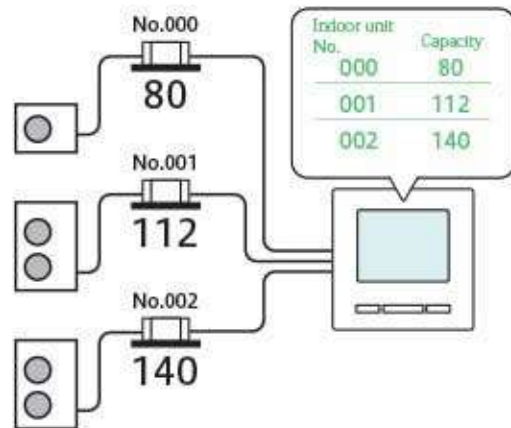 No.000
80
No.001
112
No.002
140
Indoor unit
No. Capacity
000 80
001 112
002 140